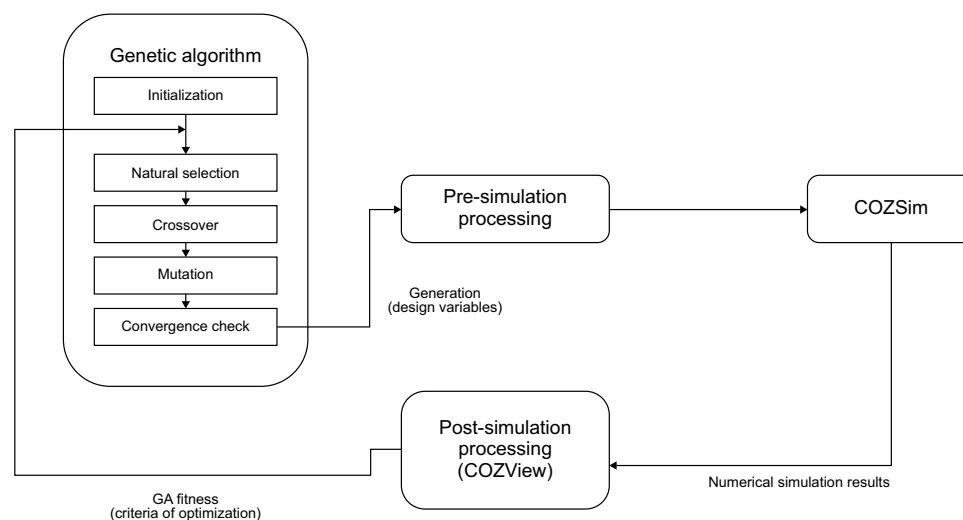 Genetic algorithm
Initialization
Natural selection
Crossover
Mutation
Convergence check
Generation
(design variables)
Pre-simulation
processing
COZSim
Numerical simulation results
Post-simulation
processing
(COZView)
GA fitness
(criteria of optimization)